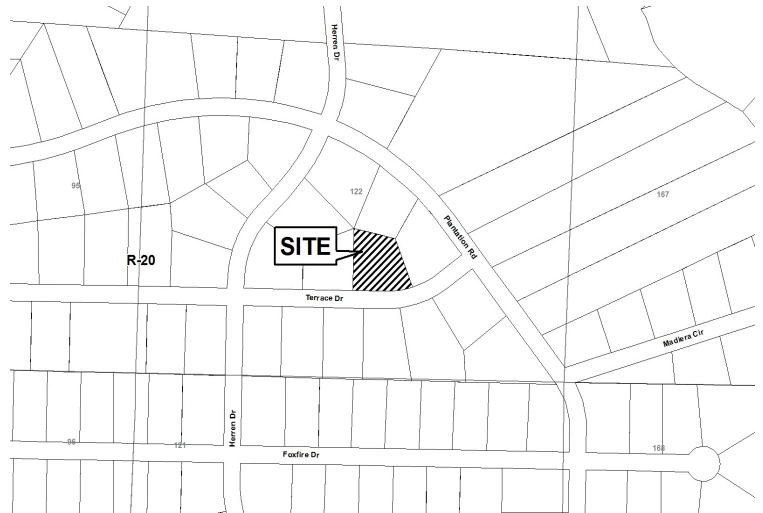 Herren Dr
95
122
167
Plantation Rd
SITE
R-20
Terrace Dr
Madiera Cir
Herren Dr
96
121
168
Foxfire Dr